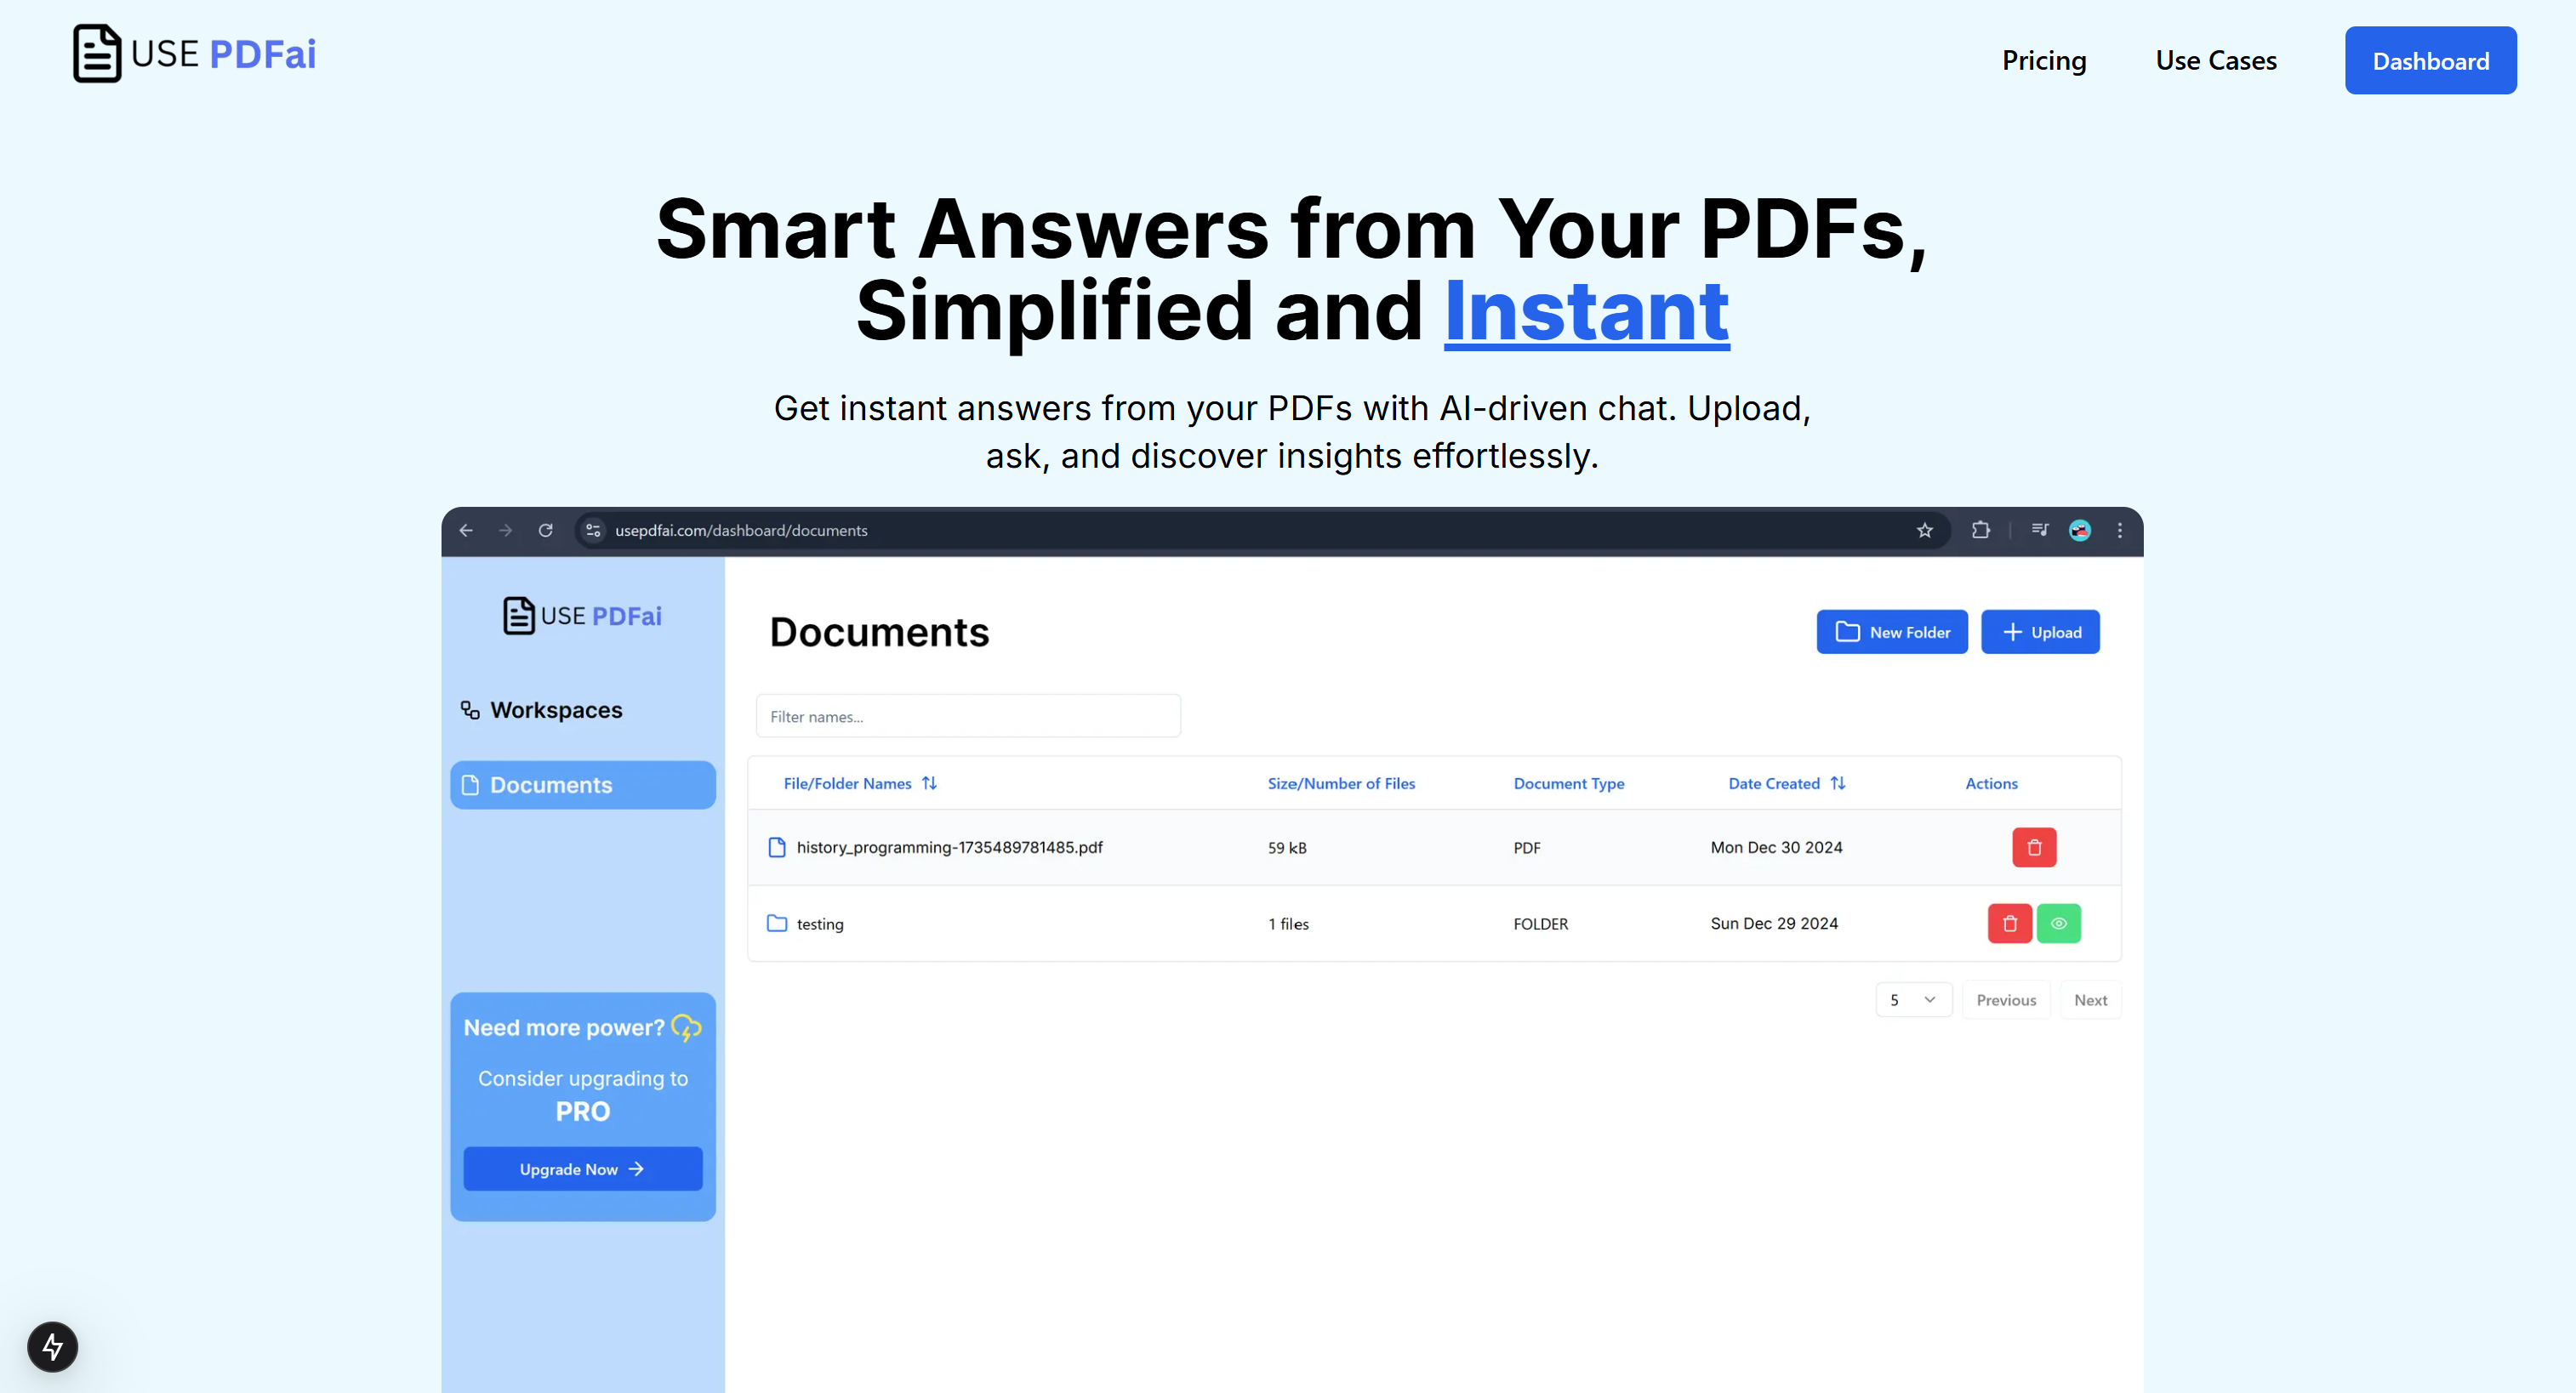 USE PDFai
Pricing
Use Cases
Dashboard
Smart Answers from Your PDFs,
Simplified and Instant
Get instant answers from your PDFs with AI-driven chat. Upload,
ask, and discover insights effortlessly.
usepdfai.com/dashboard/documents
USE PDFai
Workspaces
Documents
Need more power?
Consider upgrading to
PRO
Upgrade Now
Documents
New Folder
Upload
Filter names...
File/Folder Names Size/Number of Files Document Type Date Created Actions
history_programming-1735489781485.pdf 59 kB PDF Mon Dec 30 2024
testing 1 files FOLDER Sun Dec 29 2024
5 Previous Next